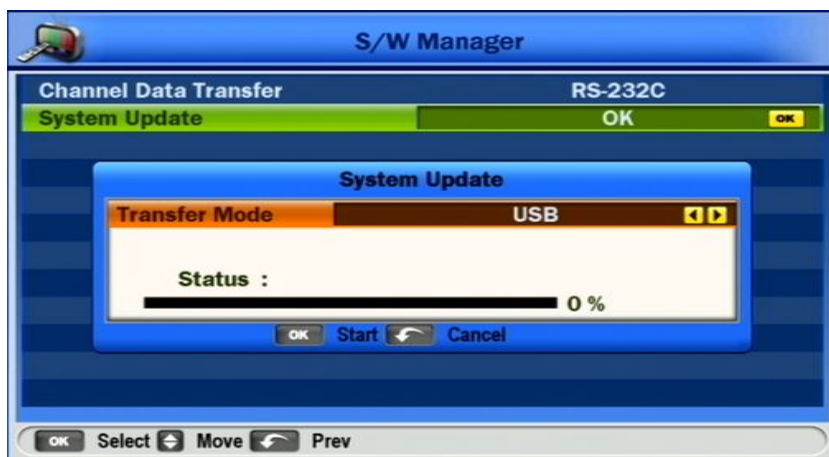 S/W Manager
Channel Data Transfer RS-232C
System Update OK OK
System Update
Transfer Mode USB
Status :
0 %
OK Start Cancel
OK Select Move Prev